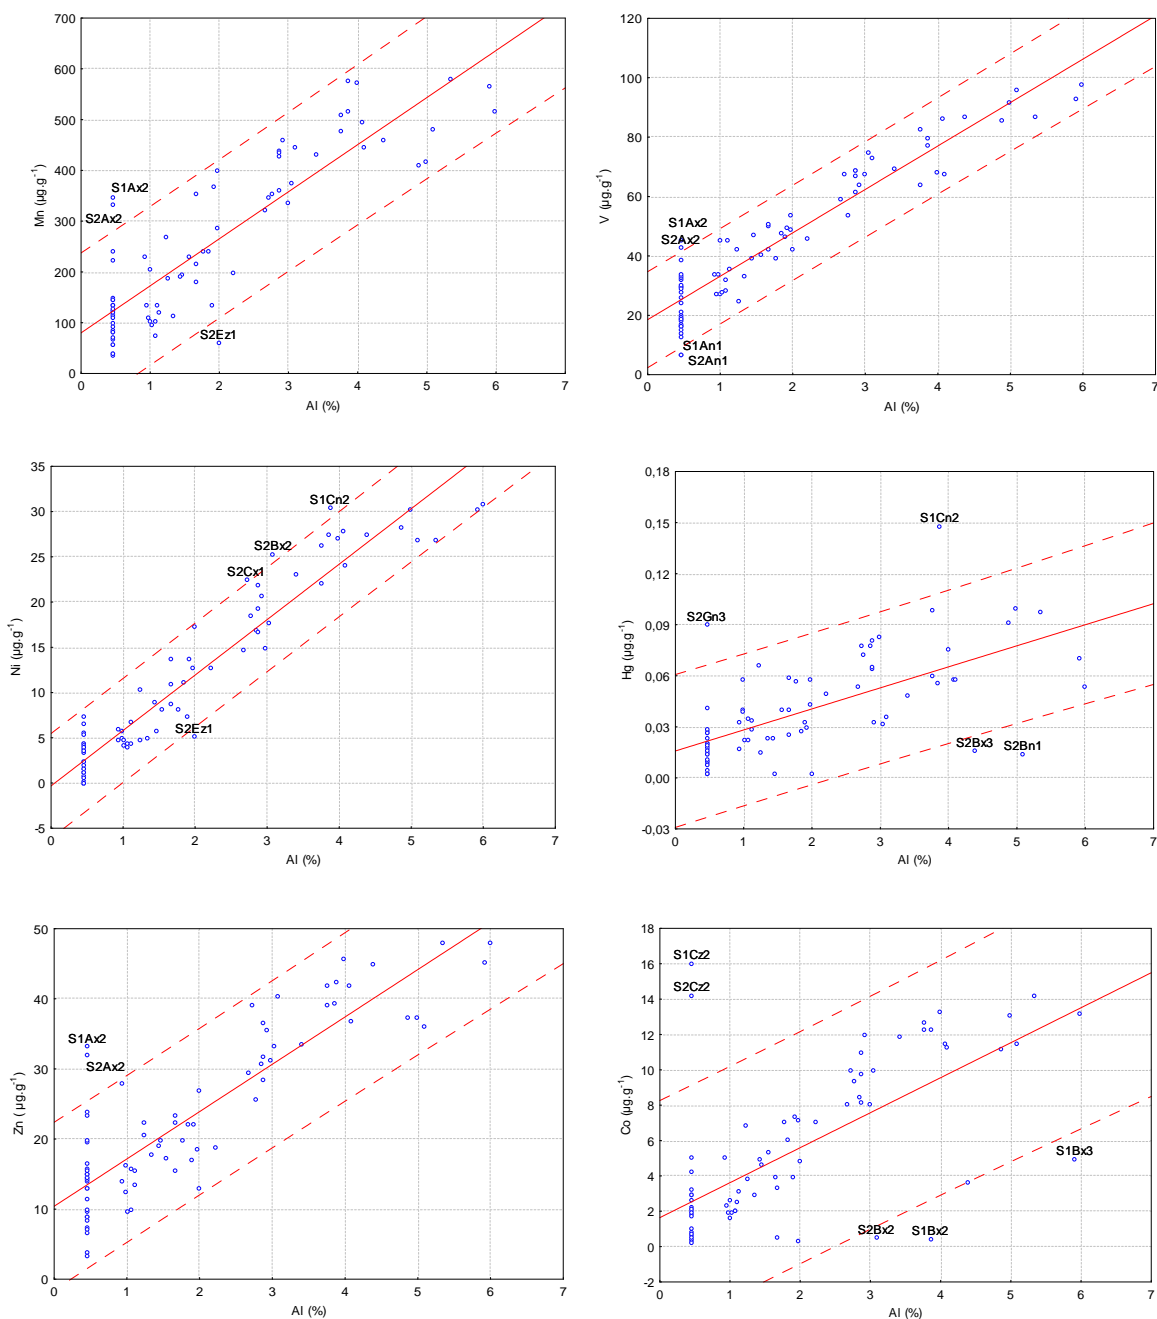 700
600
500
400
300
200
100
0
Mn (µg.g-1)
S1Ax2
S2Ax2
S2Ez1
0 1 2 3 4 5 6 7
Al (%)
120
100
80
60
40
20
0
V (µg.g-1)
S1Ax2
S2Ax2
S1An1
S2An1
0 1 2 3 4 5 6 7
Al (%)
35
30
25
20
15
10
5
0
-5
Ni (µg.g-1)
S1Cn2
S2Bx2
S2Cx1
S2Ez1
0 1 2 3 4 5 6 7
Al (%)
0,18
0,15
0,12
0,09
0,06
0,03
0,00
-0,03
Hg (µg.g-1)
S1Cn2
S2Gn3
S2Bx3 S2Bn1
0 1 2 3 4 5 6 7
Al (%)
50
40
30
20
10
0
Zn ( µg.g-1)
S1Ax2
S2Ax2
0 1 2 3 4 5 6 7
Al (%)
18
16
14
12
10
8
6
4
2
0
-2
Co (µg.g-1)
S1Cz2
S2Cz2
S1Bx3
S2Bx2 S1Bx2
0 1 2 3 4 5 6 7
Al (%)